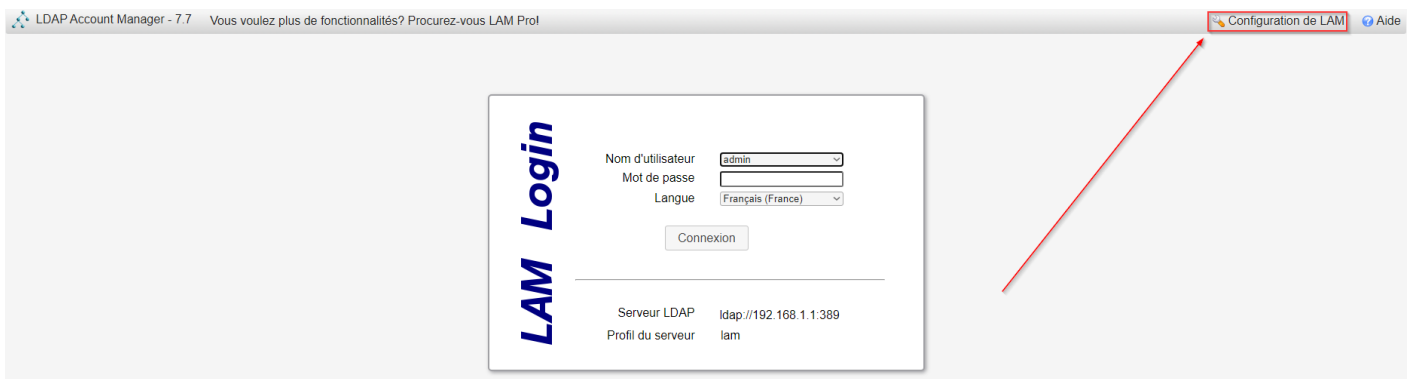 LDAP Account Manager - 7.7 Vous voulez plus de fonctionnalités? Procurez-vous LAM Pro! Configuration de LAM Aide
LAM Login
Nom d'utilisateur admin
Mot de passe
Langue Français (France)
Connexion
Serveur LDAP ldap://192.168.1.1:389
Profil du serveur lam